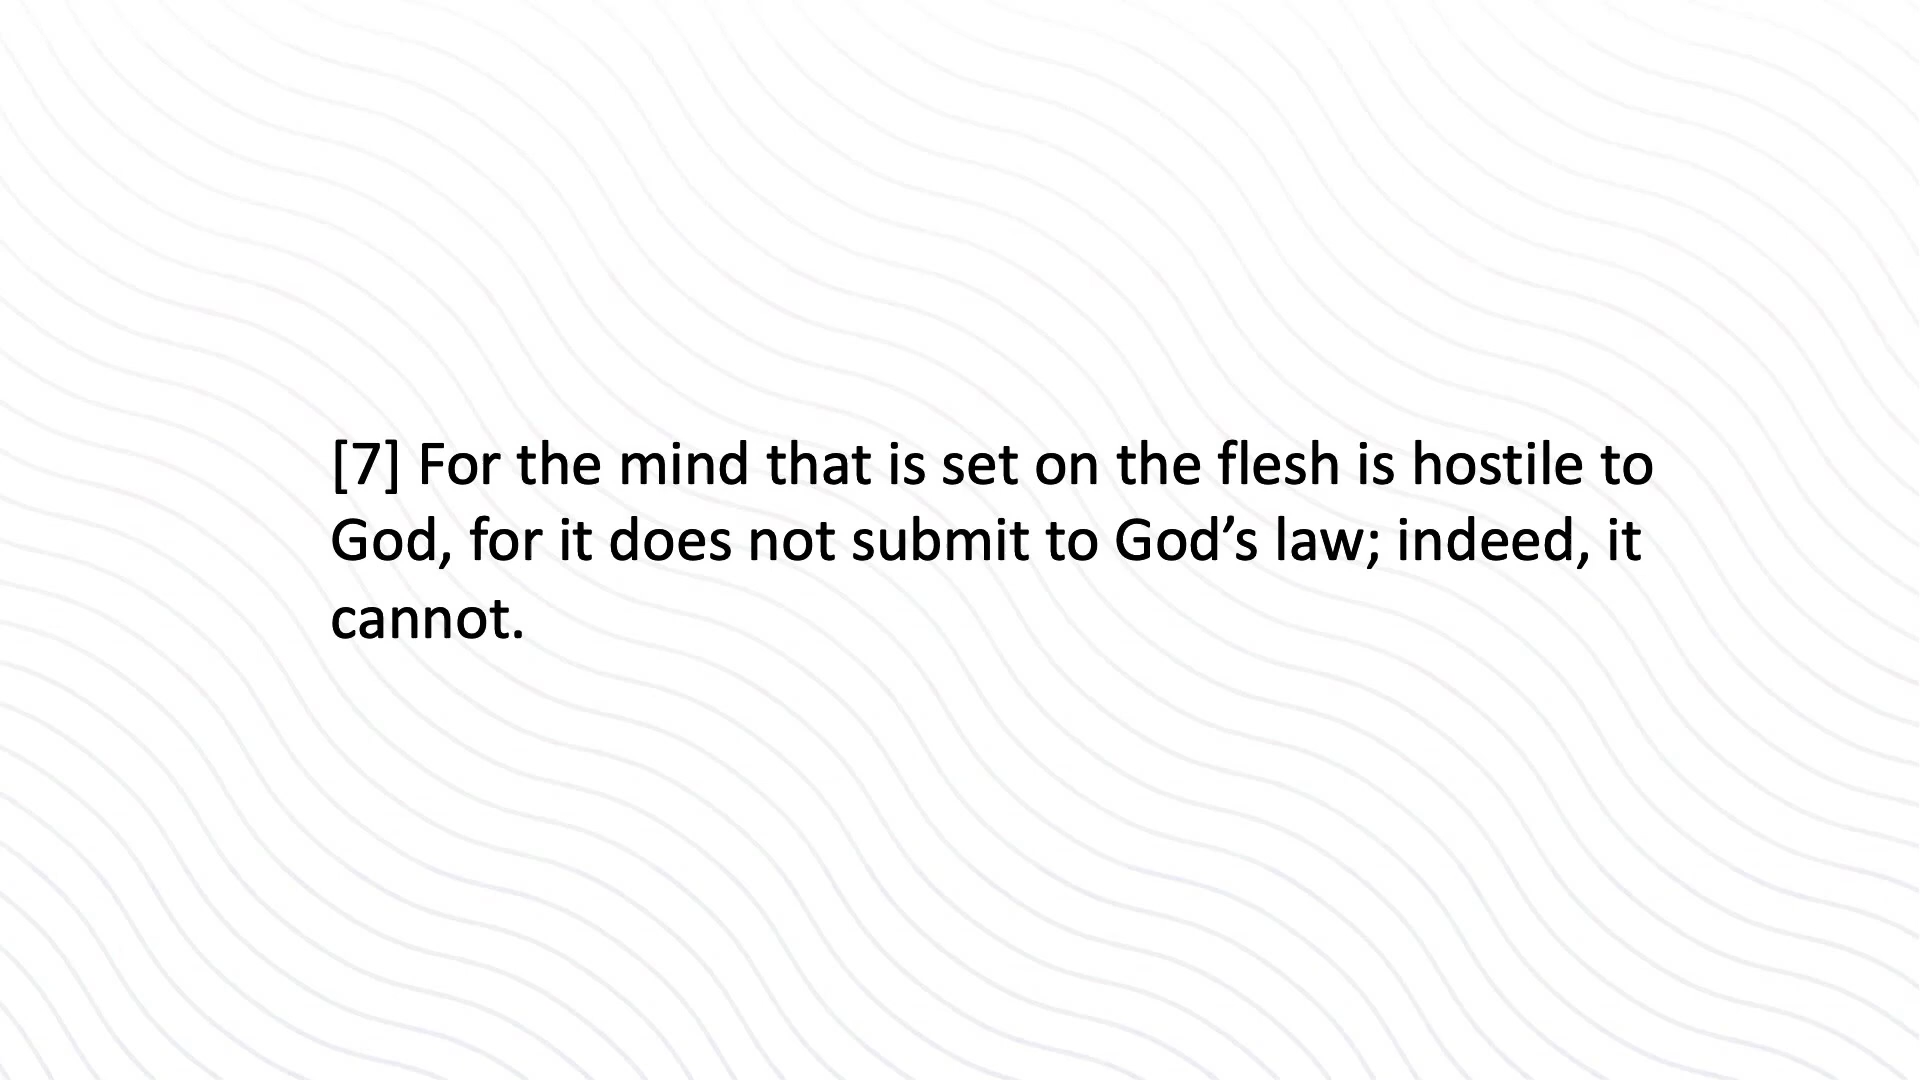 [7] For the mind that is set on the flesh is hostile to
God, for it does not submit to God’s law; indeed, it
cannot.